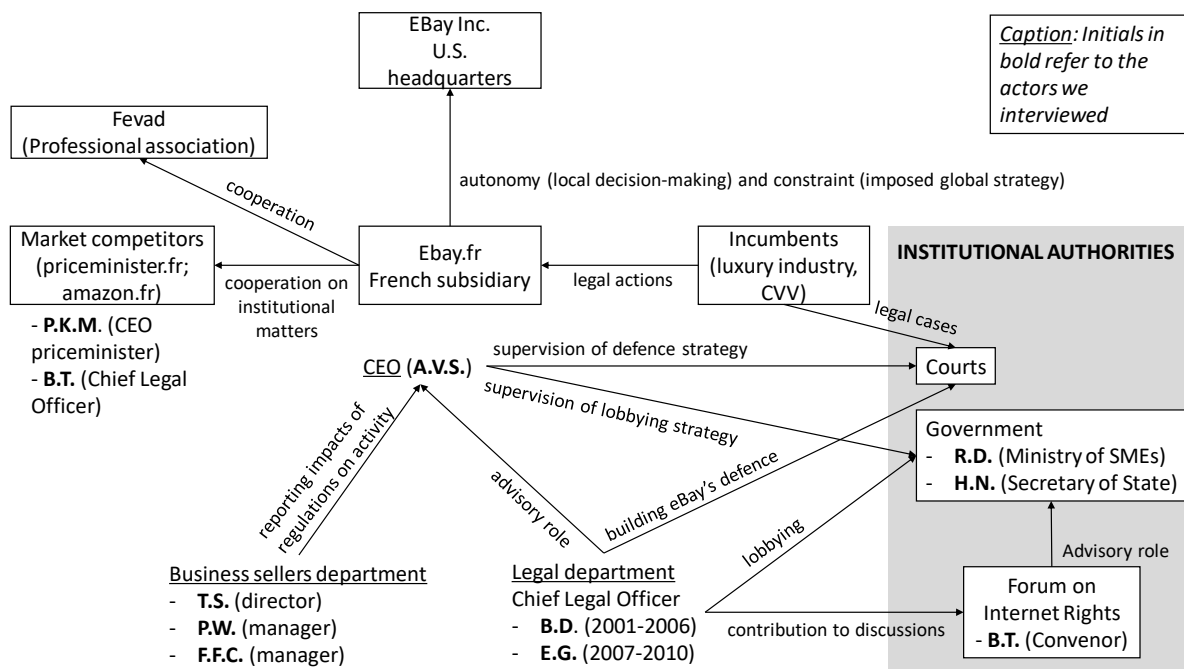 EBay Inc.
U.S.
headquarters
Caption: Initials in
bold refer to the
actors we
interviewed
Fevad
(Professional association)
cooperation
autonomy (local decision-making) and constraint (imposed global strategy)
Market competitors
(priceminister.fr;
amazon.fr)
- P.K.M. (CEO
priceminister)
- B.T. (Chief Legal
Officer)
cooperation on
institutional
matters
Ebay.fr
French subsidiary
legal actions
Incumbents
(luxury industry,
CVV)
INSTITUTIONAL AUTHORITIES
legal cases
Courts
CEO (A.V.S.)
supervision of defence strategy
supervision of lobbying strategy
Government
- R.D. (Ministry of SMEs)
- H.N. (Secretary of State)
reporting impacts of
regulations on activity
advisory role
building eBay's defence
lobbying
Advisory role
Business sellers department
- T.S. (director)
- P.W. (manager)
- F.F.C. (manager)
Legal department
Chief Legal Officer
- B.D. (2001-2006)
- E.G. (2007-2010)
contribution to discussions
Forum on
Internet Rights
- B.T. (Convenor)